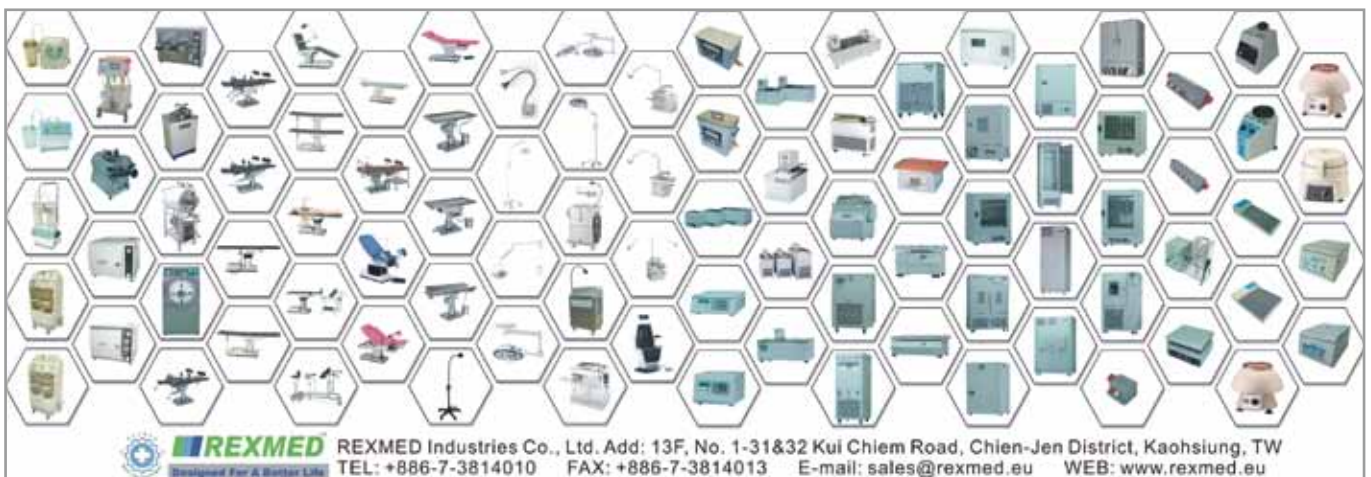 REXMED
Designed For A Better Life
REXMED Industries Co., Ltd. Add: 13F, No. 1-31&32 Kui Chiem Road, Chien-Jen District, Kaohsiung, TW
TEL: +886-7-3814010 FAX: +886-7-3814013 E-mail: sales@rexmed.eu WEB: www.rexmed.eu